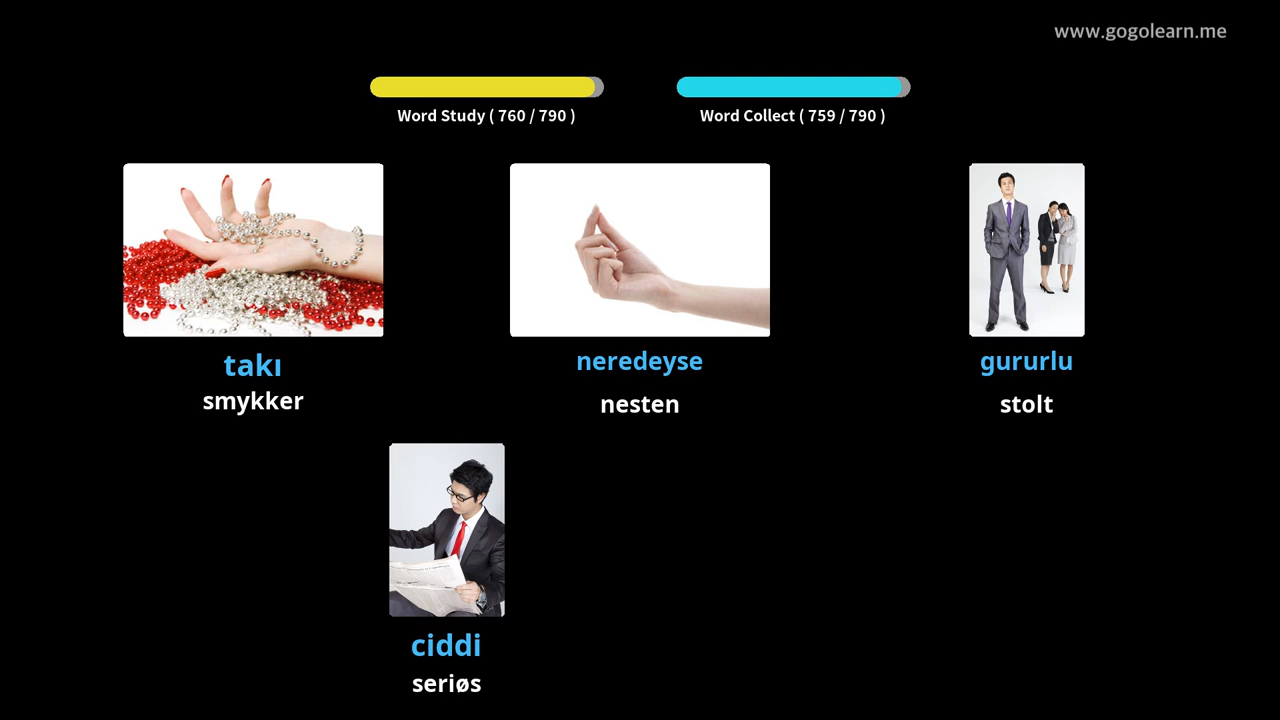 www.gogolearn.me
Word Study ( 760 / 790 )
Word Collect ( 759 / 790 )
takı
smykker
neredeyse
nesten
gururlu
stolt
ciddi
seriøs